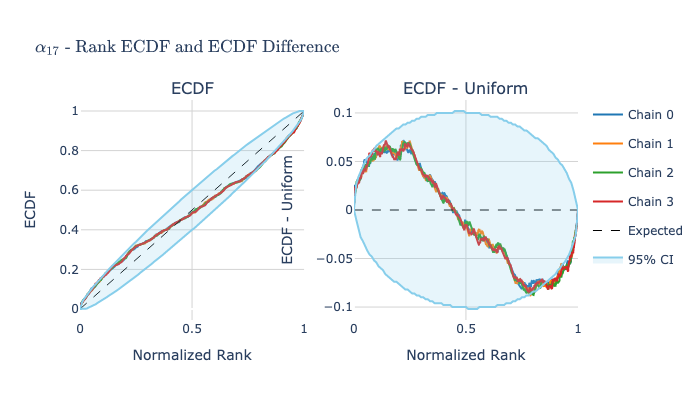 α₁₇ - Rank ECDF and ECDF Difference
ECDF
ECDF - Uniform
1
0.8
0.6
0.4
0.2
0
0
0.5
1
ECDF
Normalized Rank
0.1
0.05
0
−0.05
−0.1
0
0.5
1
ECDF - Uniform
Normalized Rank
Chain 0
Chain 1
Chain 2
Chain 3
Expected
95% CI